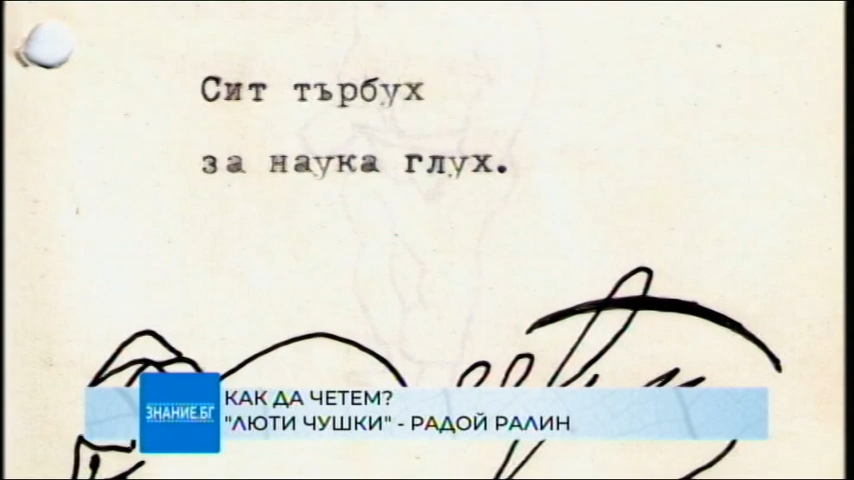 Сит търбух
за наука глух.
ЗНАНИЕ.БГ
КАК ДА ЧЕТЕМ?
"ЛЮТИ ЧУШКИ" - РАДОЙ РАЛИН